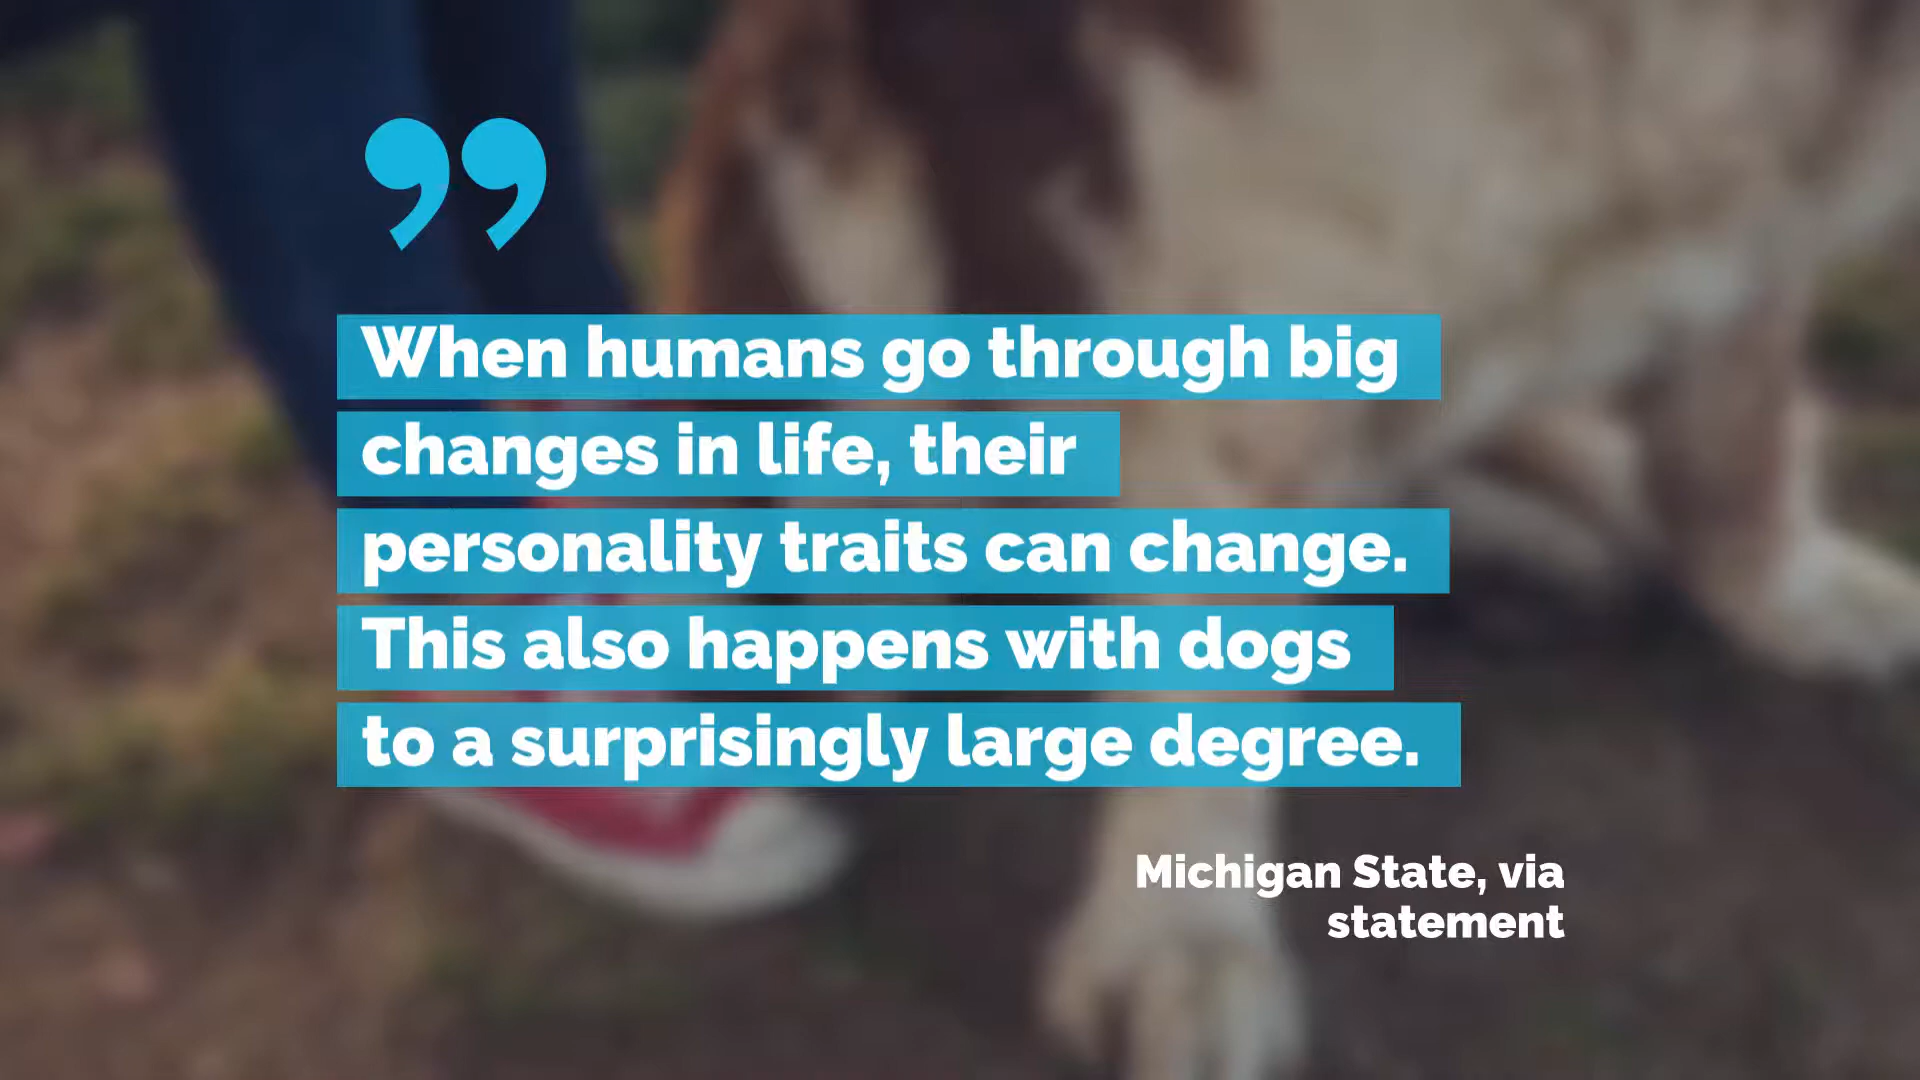 ”
When humans go through big
changes in life, their
personality traits can change.
This also happens with dogs
to a surprisingly large degree.
Michigan State, via
statement